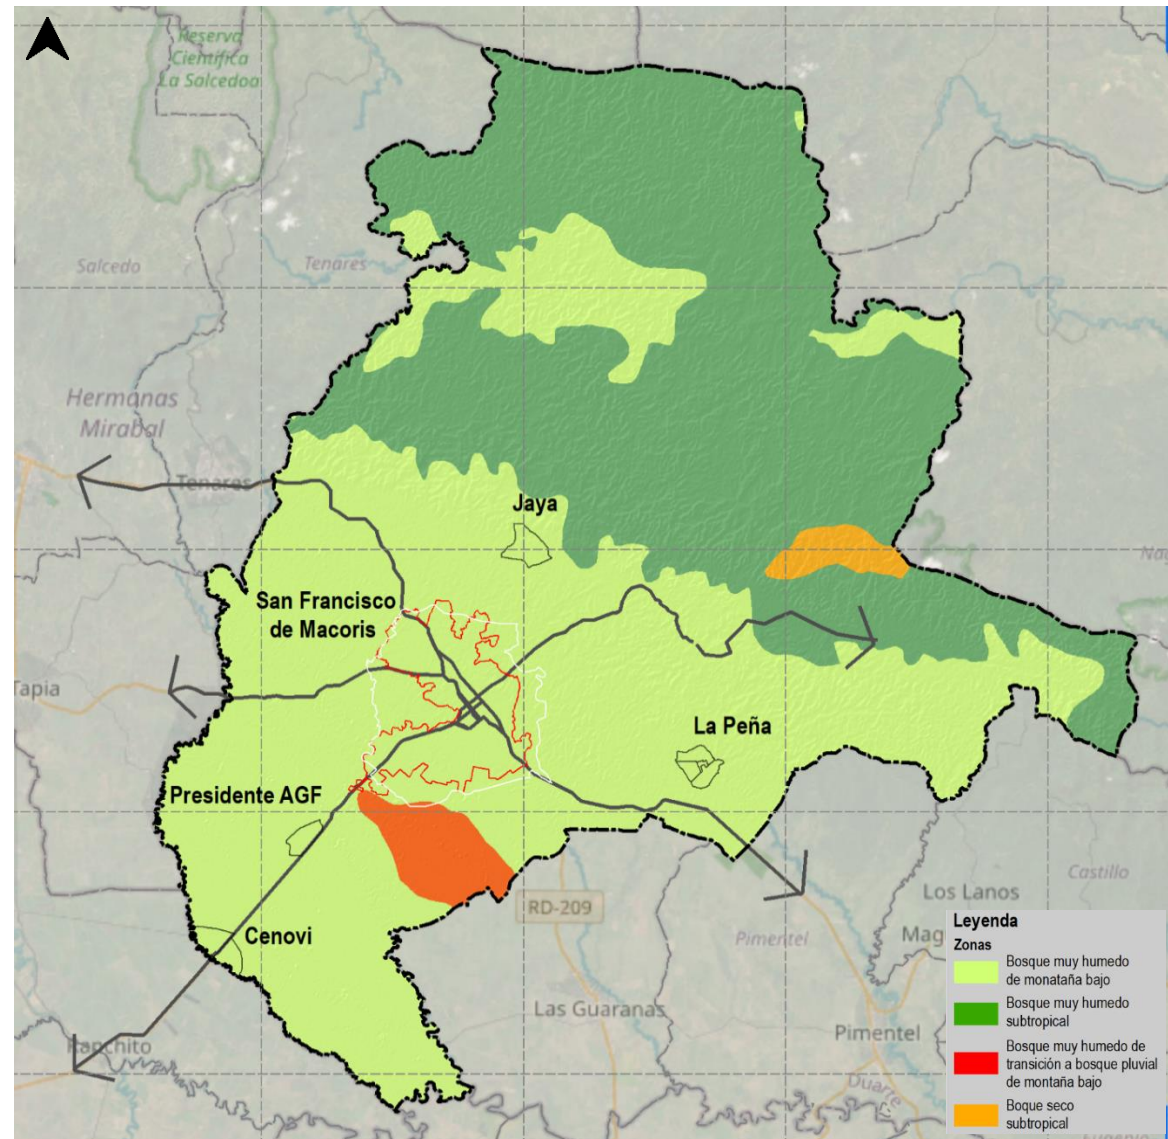 Reserva
Científica
La Salcedoa
Salcedo
Tenares
Hermanas
Mirabal
Tenares
Jaya
San Francisco
de Macoris
Tapia
La Peña
Presidente AGF
Cenovi
RD-209
Castillo
Los Lanos
Pimentel
Las Guaranas
Pimentel
Ranchito
Duarte
Leyenda
Zonas
Bosque muy humedo
de monataña bajo
Bosque muy humedo
subtropical
Bosque muy humedo de
transición a bosque pluvial
de montaña bajo
Boque seco
subtropical